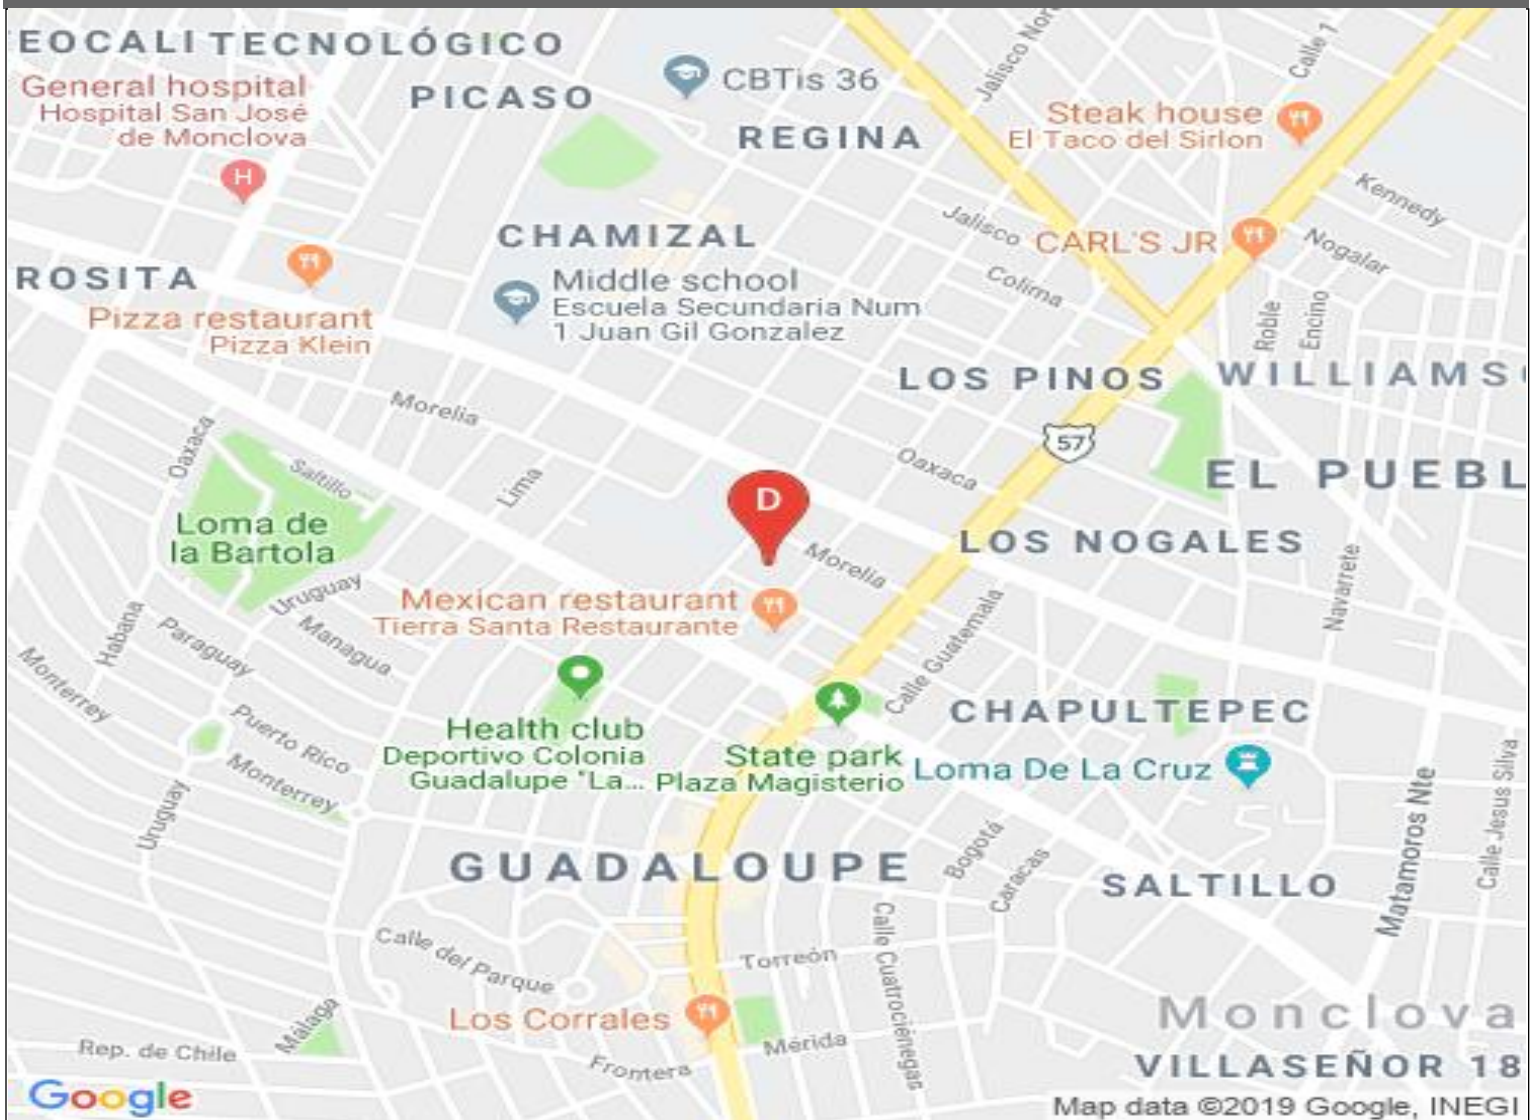 EOCALI
TECNOLÓGICO
General hospital
Hospital San José
de Monclova
H
PICASO
CBTis 36
REGINA
Jalisco Nor
Calle 1
Steak house
El Taco del Sirlon
Kennedy
Jalisco
CARL'S JR
Nogalar
Colima
Roble
Encino
CHAMIZAL
ROSITA
Middle school
Escuela Secundaria Num
1 Juan Gil Gonzalez
Pizza restaurant
Pizza Klein
LOS PINOS
WILLIAMS
Morelia
Oaxaca
Saltillo
Lima
57
Oaxaca
EL PUEBL
D
Loma de
la Bartola
LOS NOGALES
Morelia
Navarrete
Uruguay
Mexican restaurant
Tierra Santa Restaurante
Habana
Paraguay
Managua
Monterrey
Calle Guatemala
CHAPULTEPEC
Puerto Rico
Health club
Deportivo Colonia
Guadalupe "La...
State park
Plaza Magisterio
Loma De La Cruz
Monterrey
Uruguay
Matamoros Nte
Calle Jesus Silva
GUADALOUPE
Bogotá
Caracas
SALTILLO
Calle del Parque
Torreón
Calle Cuatrociénegas
Los Corrales
Málaga
Rep. de Chile
Mérida
Frontera
Monclova
VILLASEÑOR 18
Google
Map data ©2019 Google, INEGI